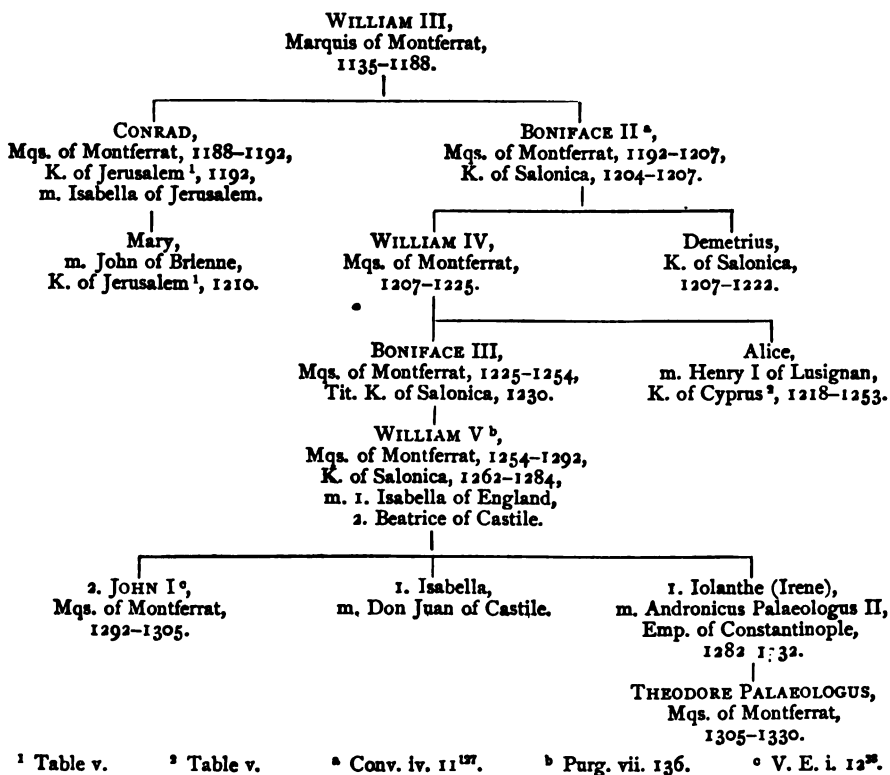 WILLIAM III,
Marquis of Montferrat,
1135–1188.
CONRAD,
Mqs. of Montferrat, 1188–1192,
K. of Jerusalem ¹, 1192,
m. Isabella of Jerusalem.
BONIFACE II ᵃ,
Mqs. of Montferrat, 1192–1207,
K. of Salonica, 1204–1207.
Mary,
m. John of Brienne,
K. of Jerusalem ¹, 1210.
WILLIAM IV,
Mqs. of Montferrat,
1207–1225.
Demetrius,
K. of Salonica,
1207–1222.
BONIFACE III,
Mqs. of Montferrat, 1225–1254,
Tit. K. of Salonica, 1230.
Alice,
m. Henry I of Lusignan,
K. of Cyprus ², 1218–1253.
WILLIAM V ᵇ,
Mqs. of Montferrat, 1254–1292,
K. of Salonica, 1262–1284,
m. 1. Isabella of England,
2. Beatrice of Castile.
2. JOHN I ᶜ,
Mqs. of Montferrat,
1292–1305.
1. Isabella,
m. Don Juan of Castile.
1. Iolanthe (Irene),
m. Andronicus Palaeologus II,
Emp. of Constantinople,
1282
THEODORE PALAEOLOGUS,
Mqs. of Montferrat,
1305–1330.
¹ Table v. ² Table v. ᵃ Conv. iv. 11¹²⁷. ᵇ Purg. vii. 136. ᶜ V. E. i.